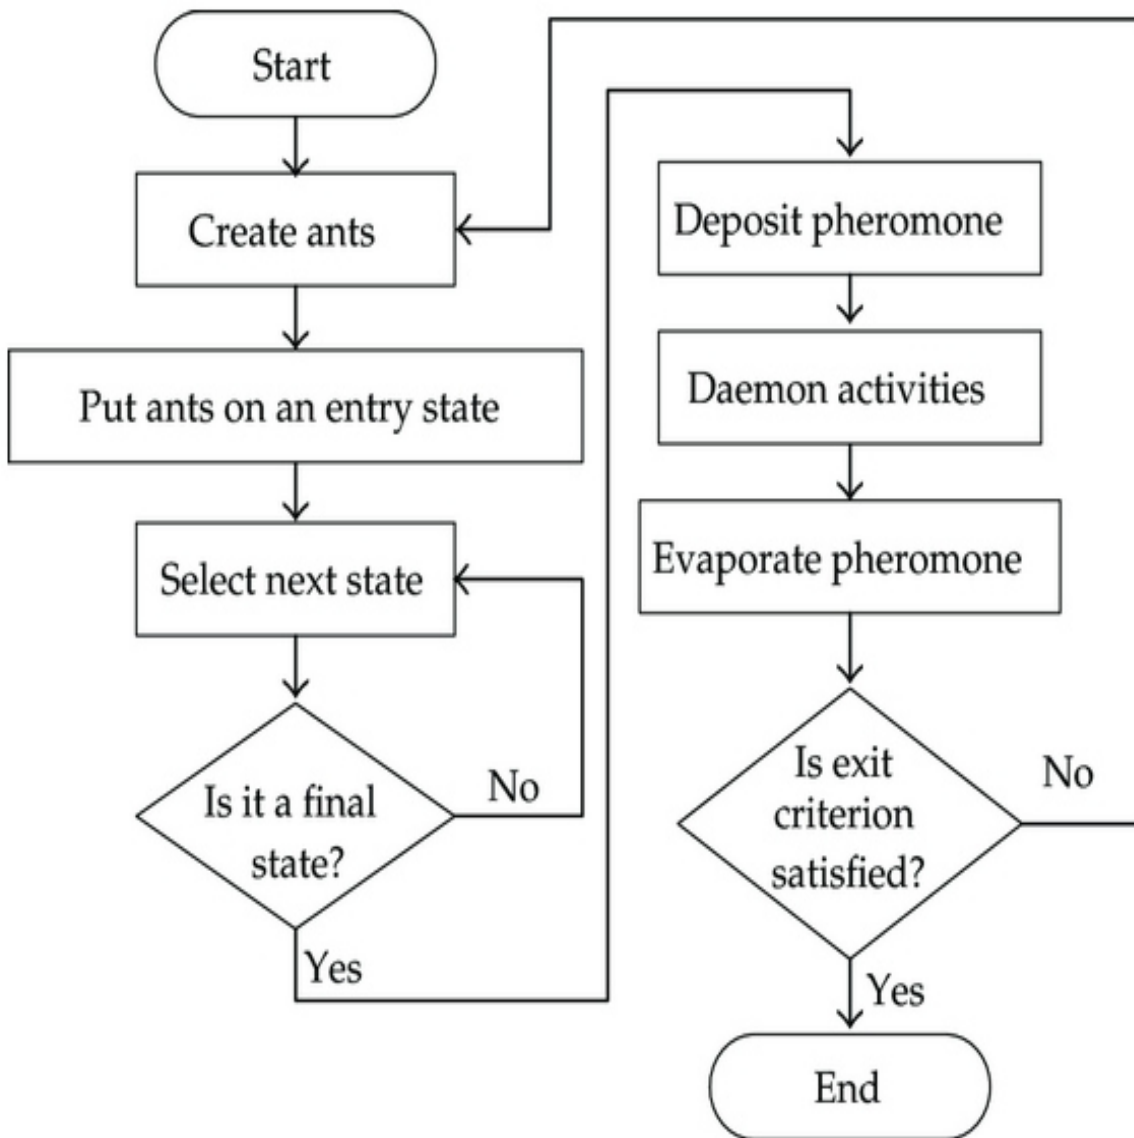 Start
Create ants
Put ants on an entry state
Select next state
Is it a final
state?
No
Yes
Deposit pheromone
Daemon activities
Evaporate pheromone
Is exit
criterion
satisfied?
No
Yes
End